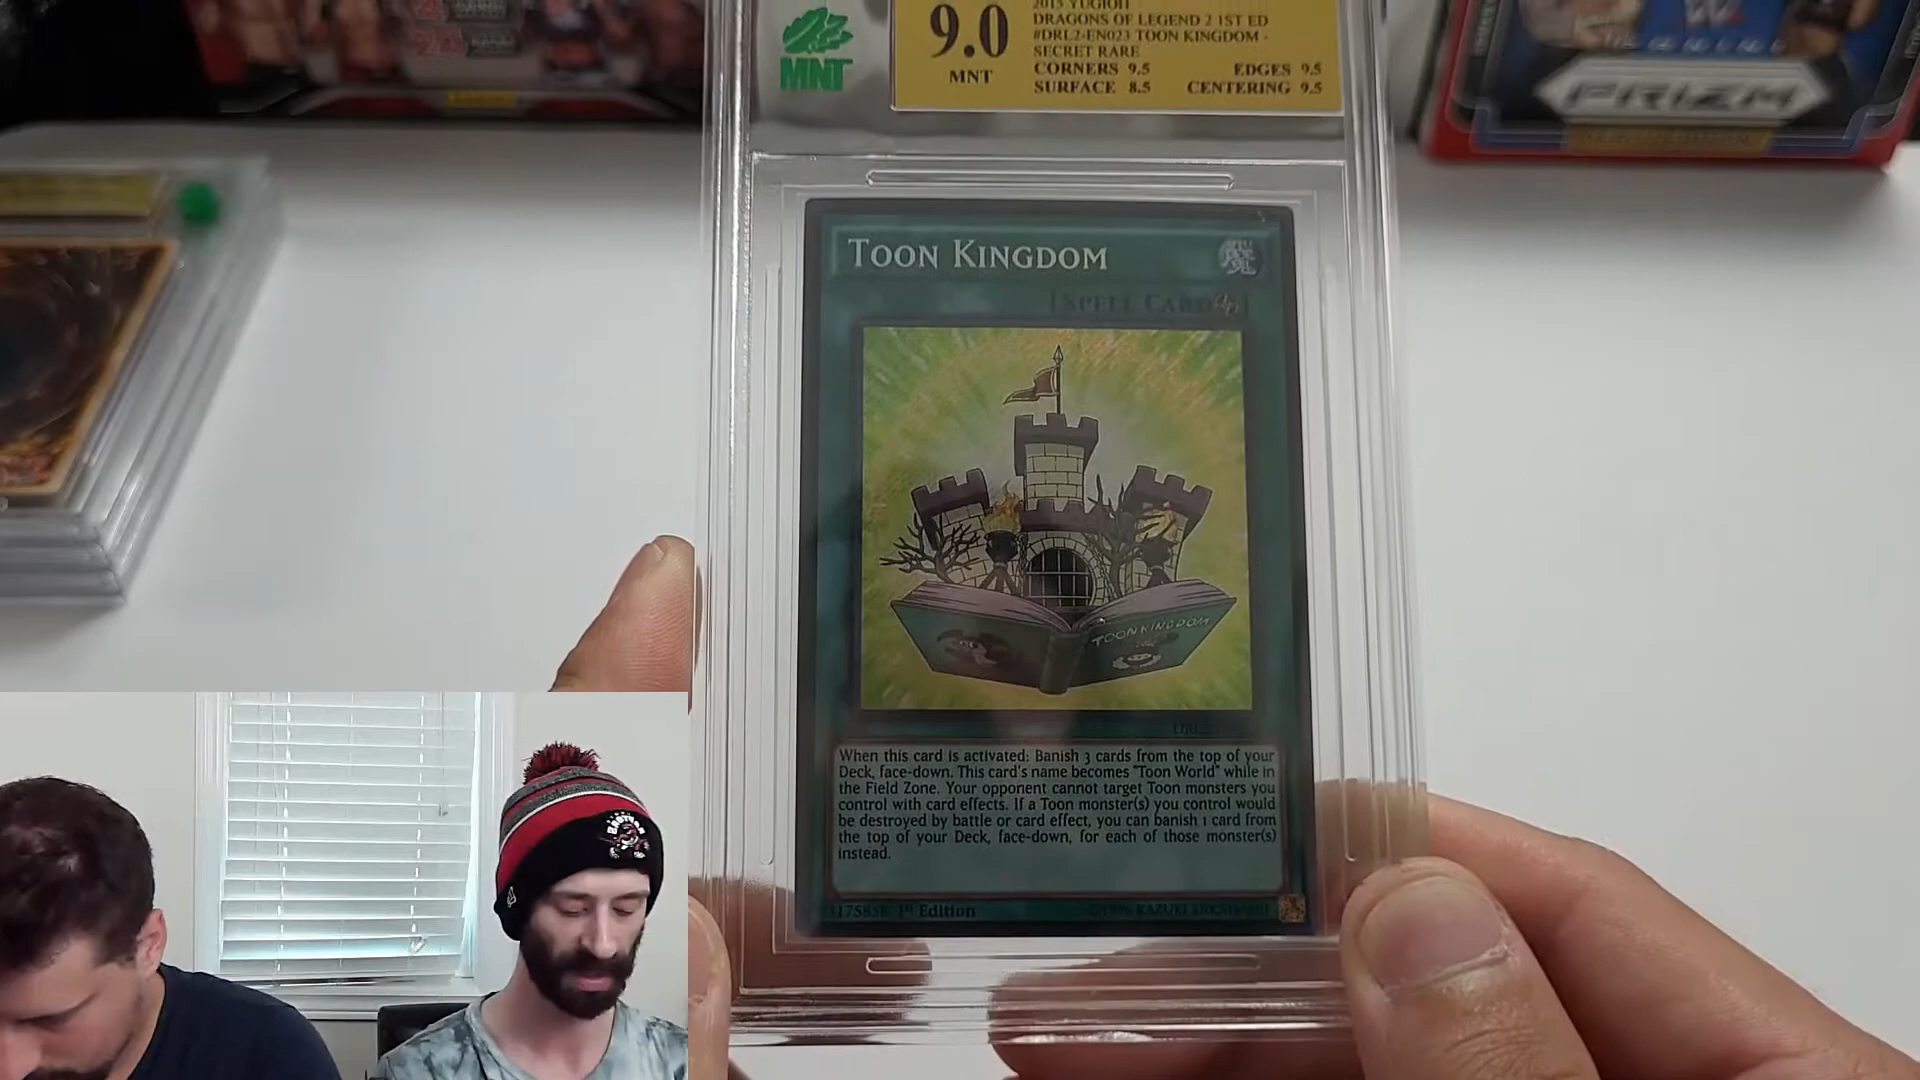 9.0
MNT
2015 YUGIOH
DRAGONS OF LEGEND 2 1ST ED
#DRL2-EN023 TOON KINGDOM -
SECRET RARE
CORNERS 9.5 EDGES 9.5
SURFACE 8.5 CENTERING 9.5
MNT
PRIZM
TOON KINGDOM
[SPELL CARD]
TOON KINGDOM
When this card is activated: Banish 3 cards from the top of your
Deck, face-down. This card's name becomes "Toon World" while in
the Field Zone. Your opponent cannot target Toon monsters you
control with card effects. If a Toon monster(s) you control would
be destroyed by battle or card effect, you can banish 1 card from
the top of your Deck, face-down, for each of those monster(s)
instead.
1st Edition
KAZUKI TAKAHASHI